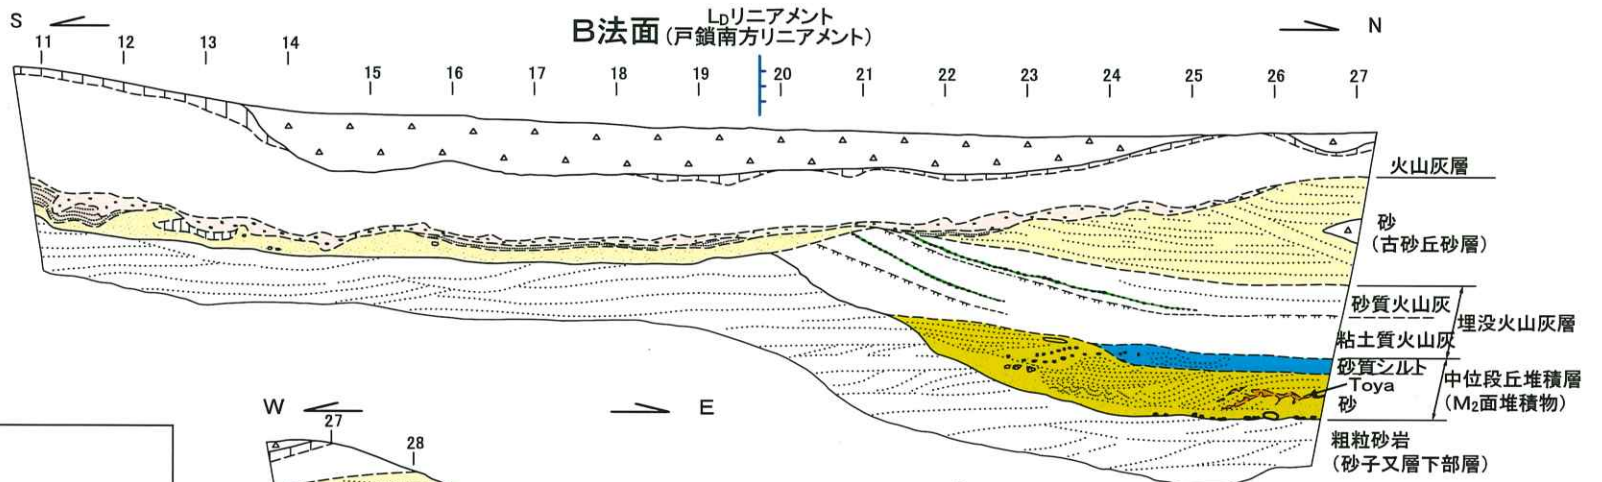 S
B法面
LDリニアメント
(戸鎖南方リニアメント)
N
11 12 13 14 15 16 17 18 19 20 21 22 23 24 25 26 27
火山灰層
砂
(古砂丘砂層)
砂質火山灰
埋没火山灰層
粘土質火山灰
砂質シルト
Toya
砂
中位段丘堆積層
(M2面堆積物)
粗粒砂岩
(砂子又層下部層)
W
E
27
28